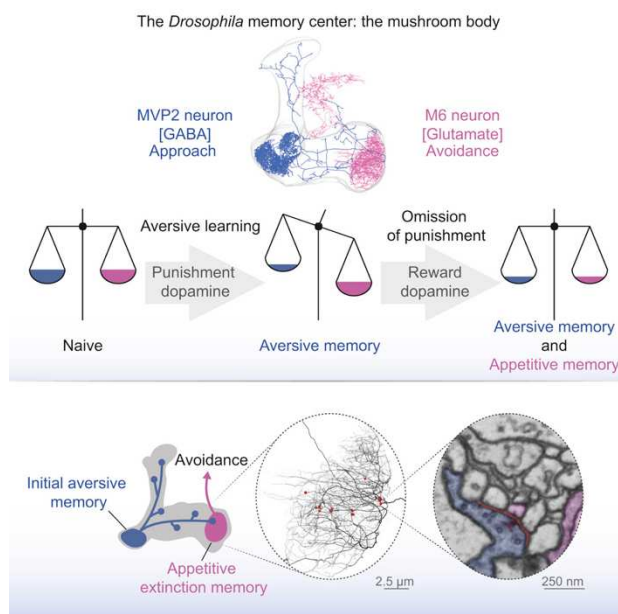 The Drosophila memory center: the mushroom body
MVP2 neuron
[GABA]
Approach
M6 neuron
[Glutamate]
Avoidance
Aversive learning
Omission
of punishment
Punishment
dopamine
Reward
dopamine
Naive
Aversive memory
Aversive memory
and
Appetitive memory
Initial aversive
memory
Avoidance
Appetitive
extinction memory
2.5 µm
250 nm